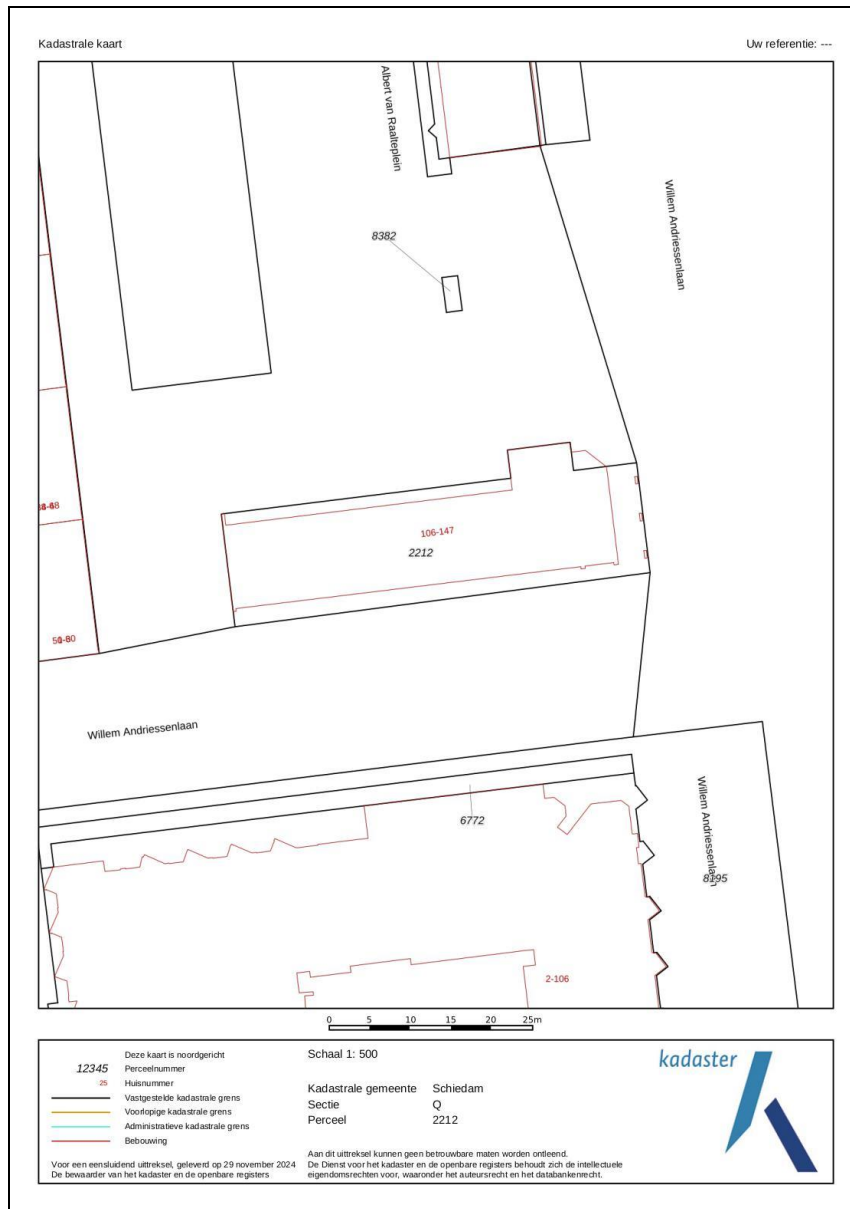 Kadastrale kaart
Uw referentie: ---
Albert van Raalteplein
Willem Andriessenlaan
8382
106-147
2212
Willem Andriessenlaan
6772
Willem Andriessenlaan
8195
2-106
0 5 10 15 20 25m
Deze kaart is noordgericht
12345 Perceelnummer
25 Huisnummer
Vastgestelde kadastrale grens
Voorlopige kadastrale grens
Administratieve kadastrale grens
Bebouwing
Voor een eensluidend uittreksel, geleverd op 29 november 2024
De bewaarder van het kadaster en de openbare registers
Schaal 1: 500
Kadastrale gemeente Schiedam
Sectie Q
Perceel 2212
Aan dit uittreksel kunnen geen betrouwbare maten worden ontleend.
De Dienst voor het kadaster en de openbare registers behoudt zich de intellectuele
eigendomsrechten voor, waaronder het auteursrecht en het databankenrecht.
kadaster